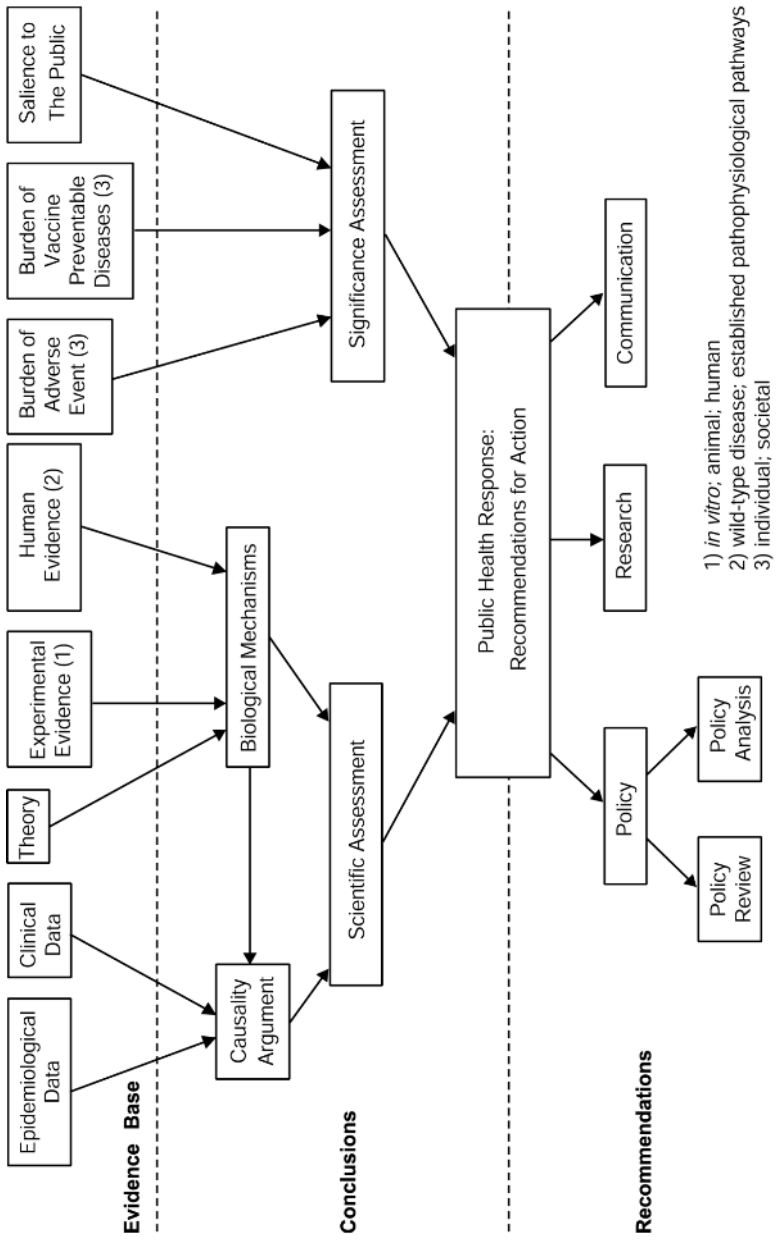 Evidence Base
Epidemiological
Data
Clinical
Data
Theory
Experimental
Evidence (1)
Human
Evidence (2)
Burden of
Adverse
Event (3)
Burden of
Vaccine
Preventable
Diseases (3)
Salience to
The Public
Conclusions
Causality
Argument
Biological Mechanisms
Scientific Assessment
Significance Assessment
Public Health Response:
Recommendations for Action
Recommendations
Policy
Research
Communication
Policy
Review
Policy
Analysis
1) in vitro; animal; human
2) wild-type disease; established pathophysiological pathways
3) individual; societal